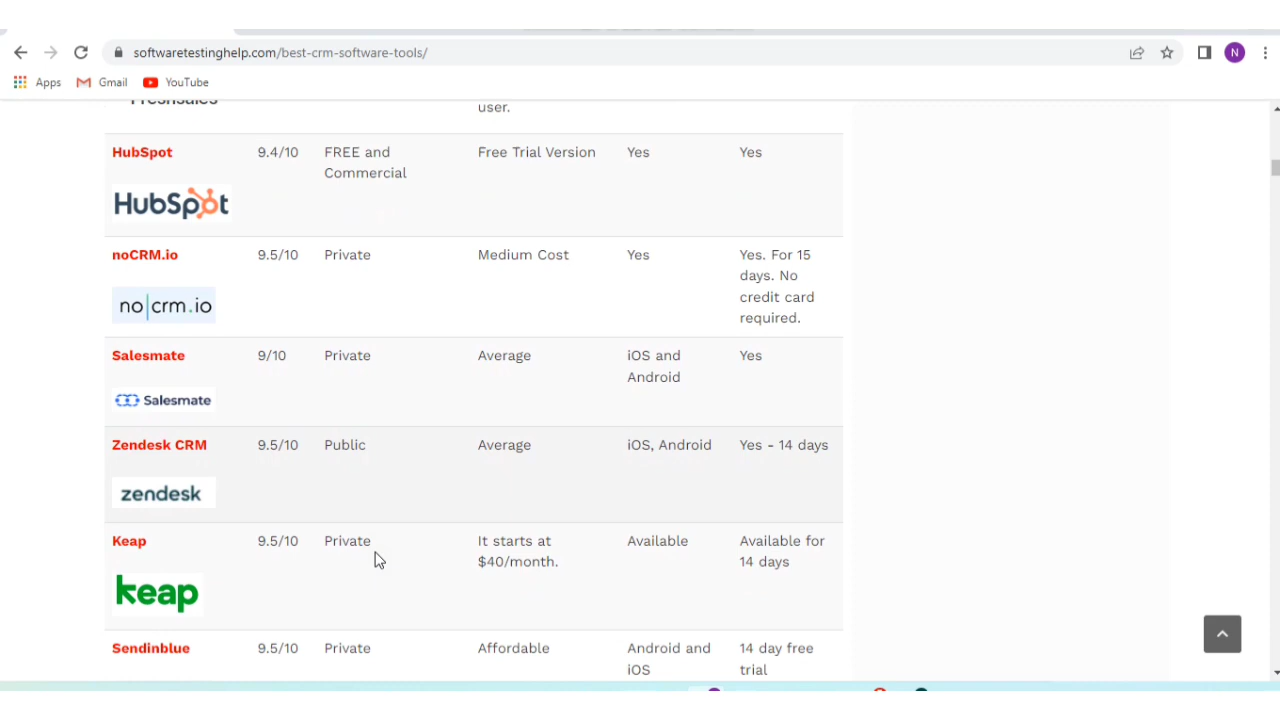 softwaretestinghelp.com/best-crm-software-tools/
N
Apps Gmail YouTube
Freshsales
user.
HubSpot 9.4/10 FREE and Free Trial Version Yes Yes
Commercial
HubSpot
noCRM.io 9.5/10 Private Medium Cost Yes Yes. For 15
days. No
credit card
required.
no|crm.io
Salesmate 9/10 Private Average iOS and Yes
Android
Salesmate
Zendesk CRM 9.5/10 Public Average iOS, Android Yes - 14 days
zendesk
Keap 9.5/10 Private It starts at Available Available for
$40/month. 14 days
keap
Sendinblue 9.5/10 Private Affordable Android and 14 day free
iOS trial